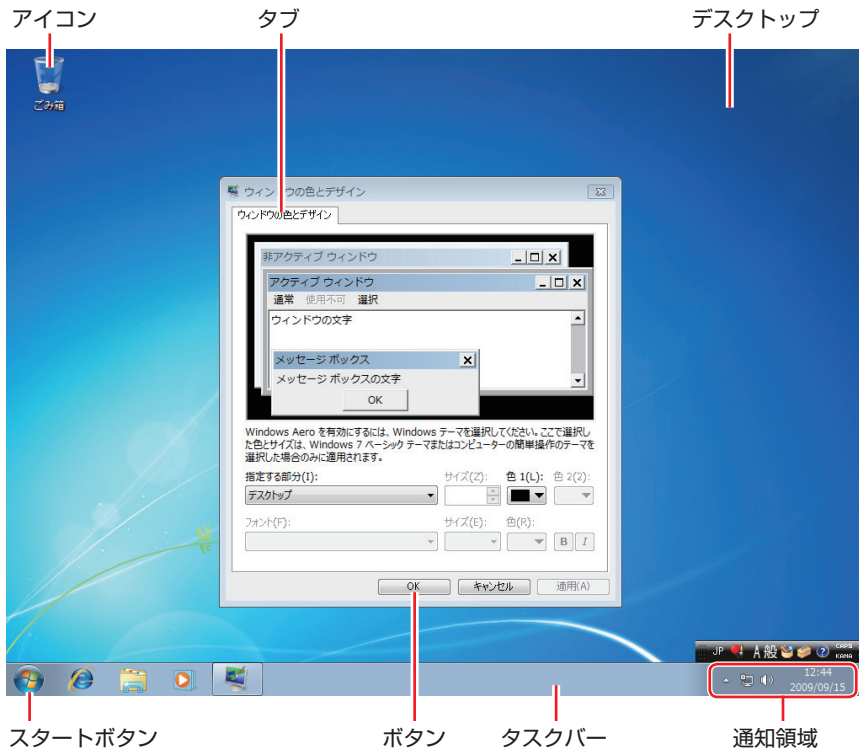 アイコン
タブ
デスクトップ
ごみ箱
ウィンドウの色とデザイン
ウィンドウの色とデザイン
非アクティブ ウィンドウ
アクティブ ウィンドウ
通常 使用不可 選択
ウィンドウの文字
メッセージ ボックス
メッセージ ボックスの文字
OK
Windows Aero を有効にするには、Windows テーマを選択してください。ここで選択し
た色とサイズは、Windows 7 ベーシック テーマまたはコンピューターの簡単操作のテーマを
選択した場合のみに適用されます。
指定する部分(I):
サイズ(Z):
色 1(L):
色 2(2):
デスクトップ
フォント(F):
サイズ(E):
色(R):
B
I
OK
キャンセル
適用(A)
JP
A 般
CAPS
KANA
12:44
2009/09/15
スタートボタン
ボタン
タスクバー
通知領域